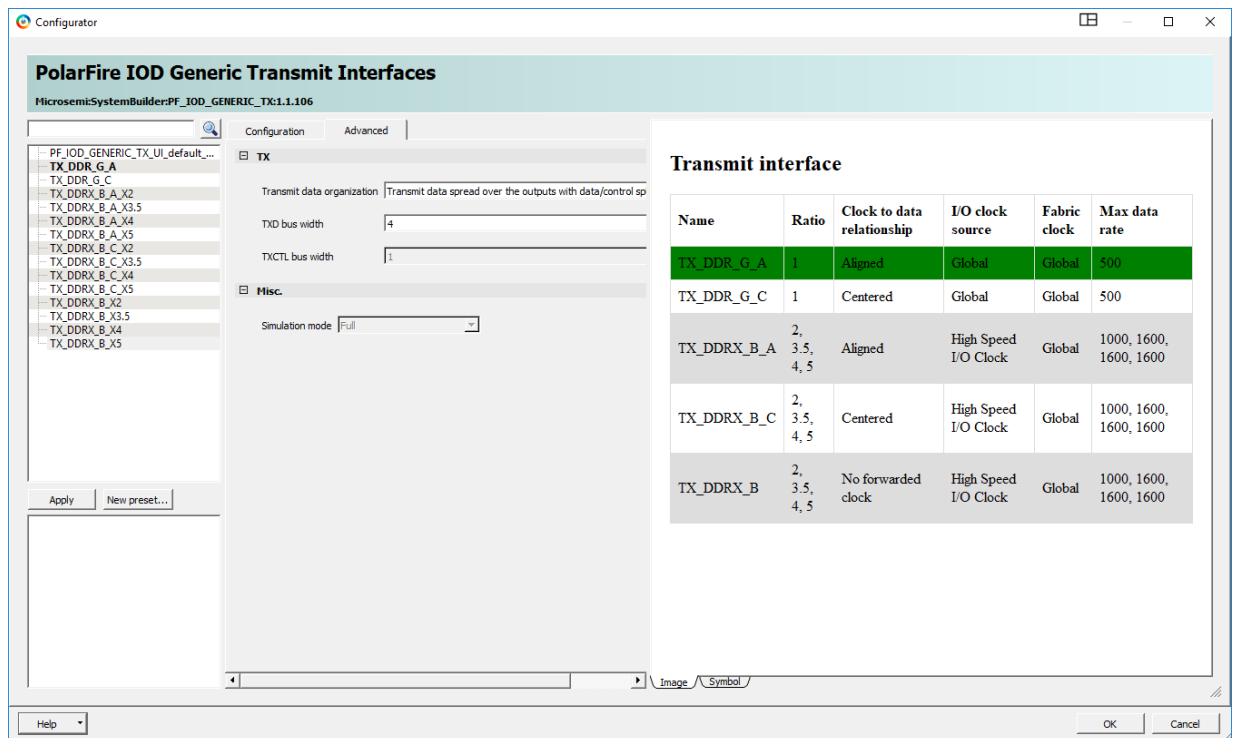 Configurator
PolarFire IOD Generic Transmit Interfaces
Microsemi:SystemBuilder:PF_IOD_GENERIC_TX:1.1.106
PF_IOD_GENERIC_TX_UI_default_...
TX_DDR_G_A
TX_DDR_G_C
TX_DDRX_B_A_X2
TX_DDRX_B_A_X3.5
TX_DDRX_B_A_X4
TX_DDRX_B_A_X5
TX_DDRX_B_C_X2
TX_DDRX_B_C_X3.5
TX_DDRX_B_C_X4
TX_DDRX_B_C_X5
TX_DDRX_B_X2
TX_DDRX_B_X3.5
TX_DDRX_B_X4
TX_DDRX_B_X5
Apply New preset...
Configuration Advanced
TX
Transmit data organization Transmit data spread over the outputs with data/control sp
TXD bus width 4
TXCTL bus width 1
Misc.
Simulation mode Full
Transmit interface
Name Ratio Clock to data relationship I/O clock source Fabric clock Max data rate
TX_DDR_G_A 1 Aligned Global Global 500
TX_DDR_G_C 1 Centered Global Global 500
TX_DDRX_B_A 2, 3.5, 4, 5 Aligned High Speed I/O Clock Global 1000, 1600, 1600, 1600
TX_DDRX_B_C 2, 3.5, 4, 5 Centered High Speed I/O Clock Global 1000, 1600, 1600, 1600
TX_DDRX_B 2, 3.5, 4, 5 No forwarded clock High Speed I/O Clock Global 1000, 1600, 1600, 1600
Image Symbol
Help OK Cancel